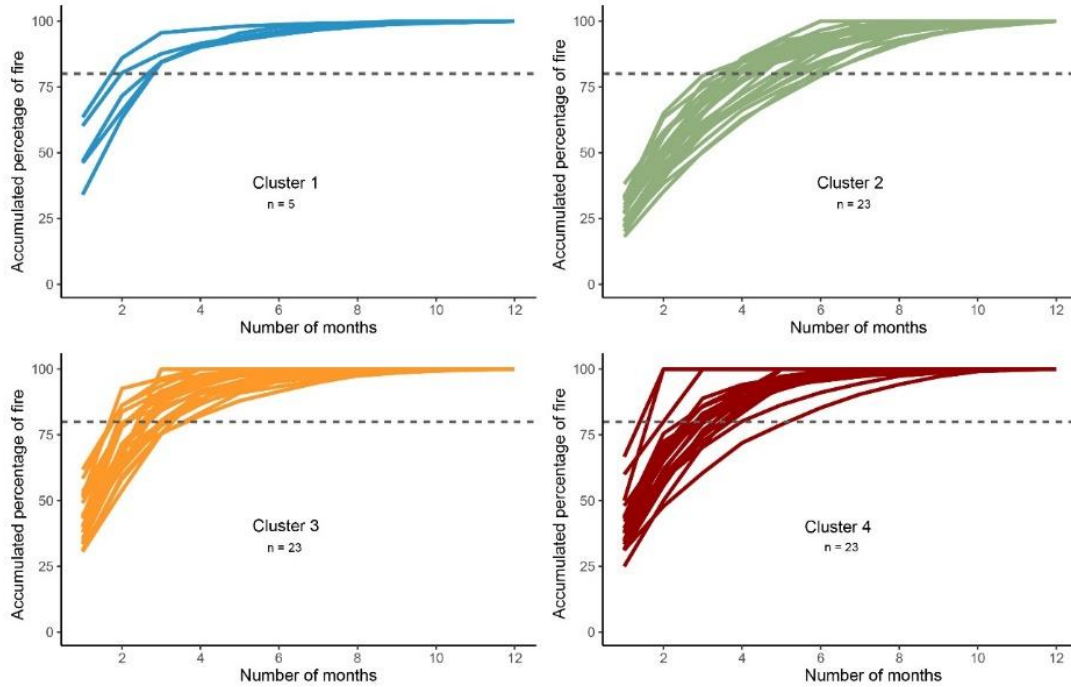 Accumulated percetage of fire
100
75
50
25
0
Cluster 1
n = 5
2 4 6 8 10 12
Number of months
Accumulated percentage of fire
100
75
50
25
0
Cluster 2
n = 23
2 4 6 8 10 12
Number of months
Accumulated percentage of fire
100
75
50
25
0
Cluster 3
n = 23
2 4 6 8 10 12
Number of months
Accumulated percentage of fire
100
75
50
25
0
Cluster 4
n = 23
2 4 6 8 10 12
Number of months